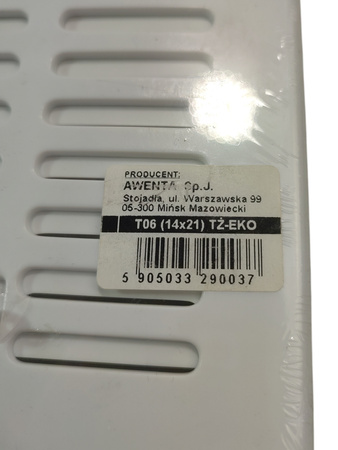 PRODUCENT:
AWENTA Sp.J.
Stojadła, ul. Warszawska 99
05-300 Mińsk Mazowiecki
T06 (14x21) TŻ-EKO
5 905033 290037